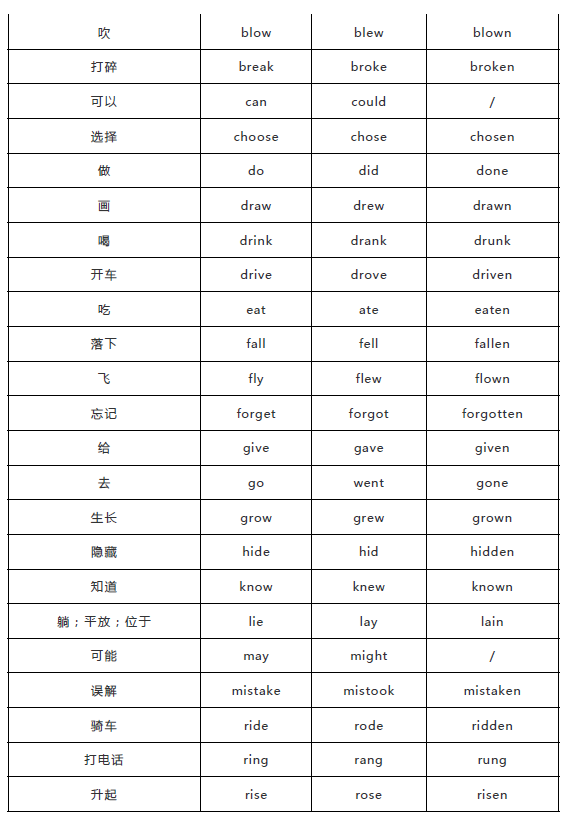 吹 blow blew blown
打碎 break broke broken
可以 can could /
选择 choose chose chosen
做 do did done
画 draw drew drawn
喝 drink drank drunk
开车 drive drove driven
吃 eat ate eaten
落下 fall fell fallen
飞 fly flew flown
忘记 forget forgot forgotten
给 give gave given
去 go went gone
生长 grow grew grown
隐藏 hide hid hidden
知道 know knew known
躺；平放；位于 lie lay lain
可能 may might /
误解 mistake mistook mistaken
骑车 ride rode ridden
打电话 ring rang rung
升起 rise rose risen